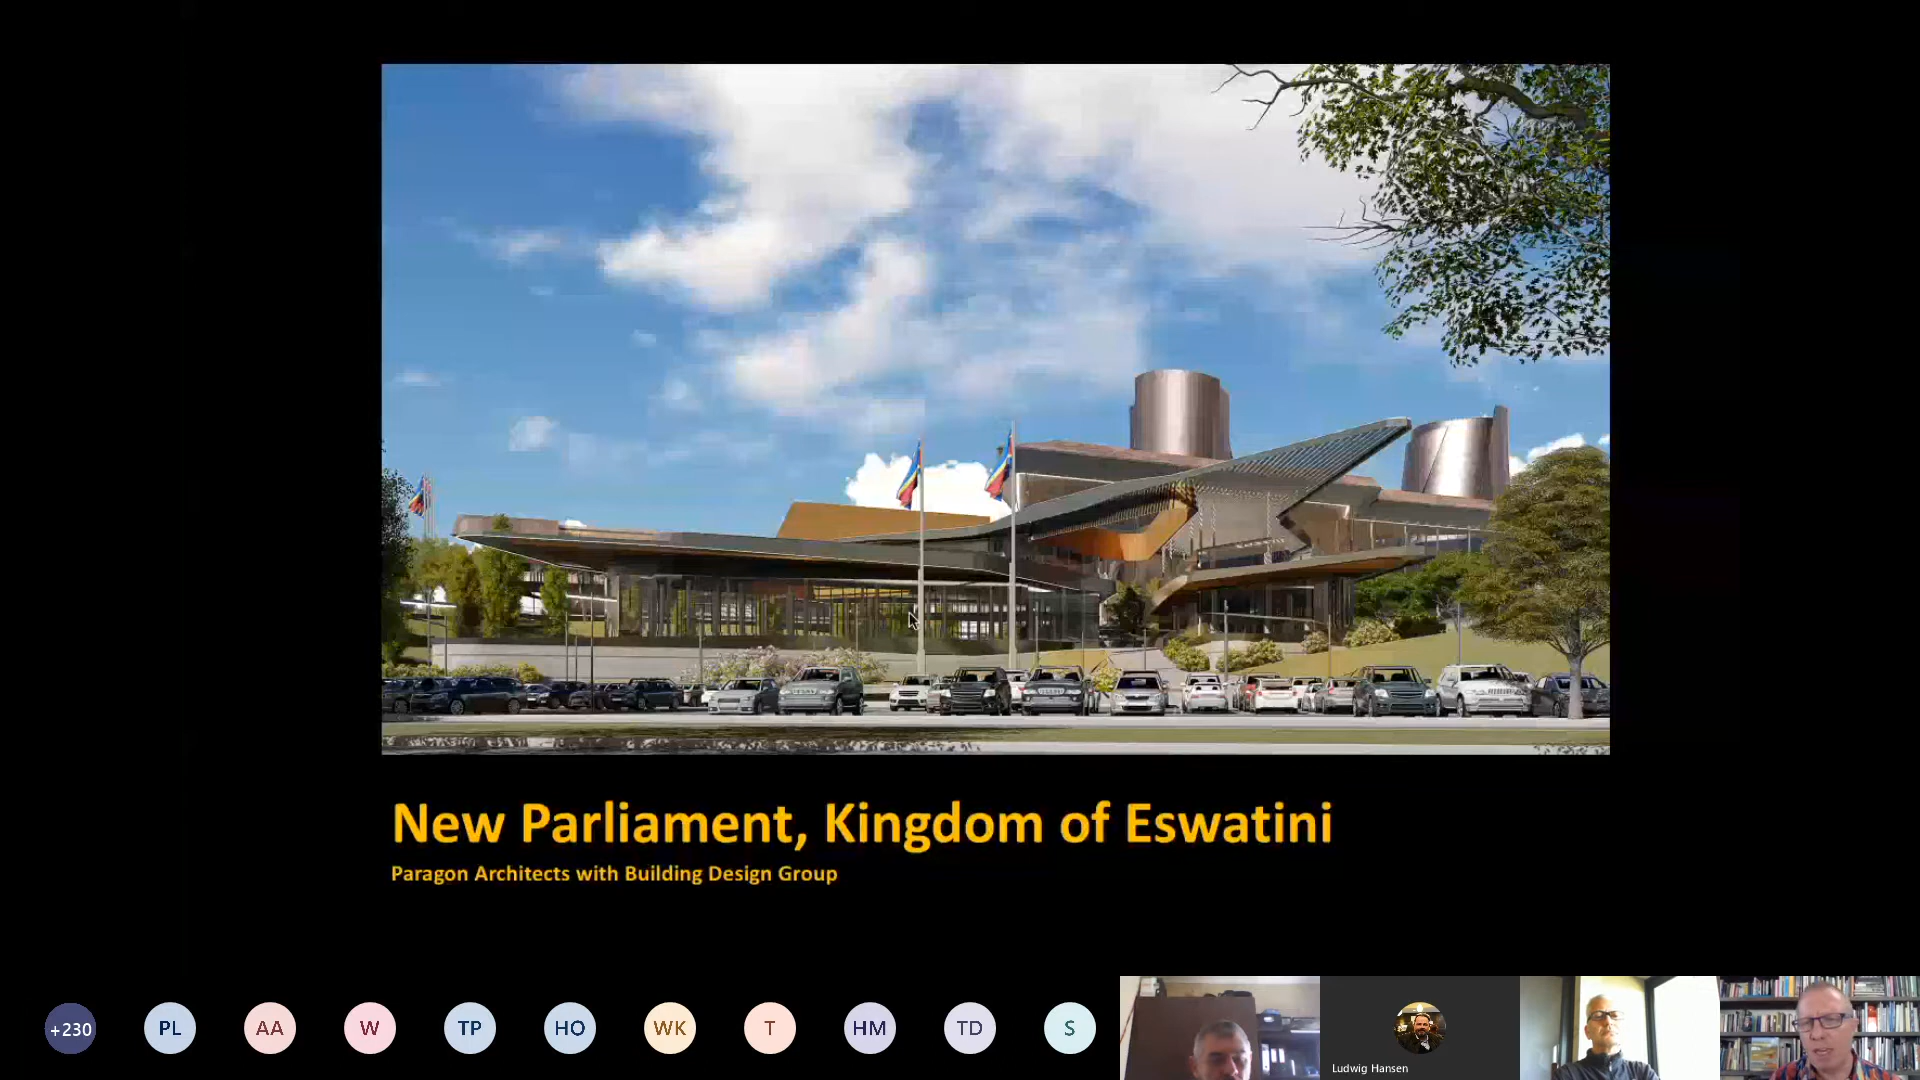 New Parliament, Kingdom of Eswatini
Paragon Architects with Building Design Group
+230
PL
AA
W
TP
HO
WK
T
HM
TD
S
Ludwig Hansen